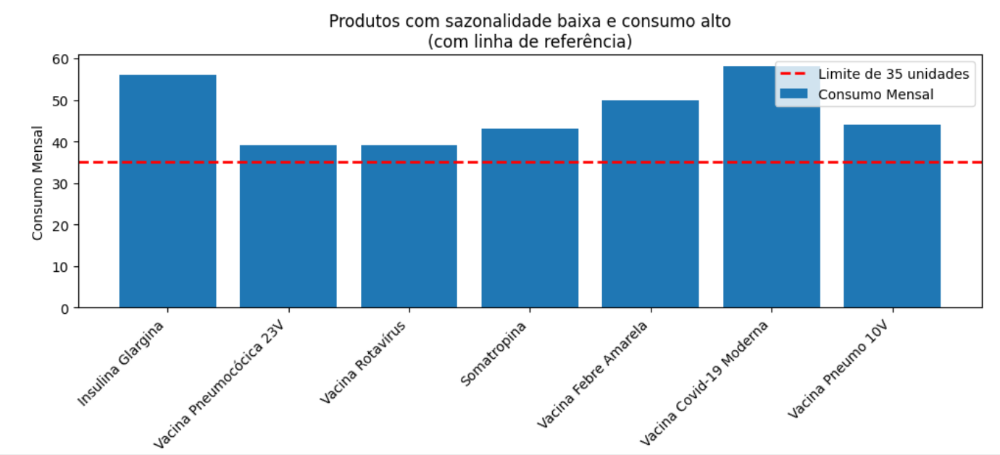 Produtos com sazonalidade baixa e consumo alto
(com linha de referência)
Consumo Mensal
60
50
40
30
20
10
0
Limite de 35 unidades
Consumo Mensal
Insulina Glargina
Vacina Pneumocócica 23V
Vacina Rotavírus
Somatropina
Vacina Febre Amarela
Vacina Covid-19 Moderna
Vacina Pneumo 10V